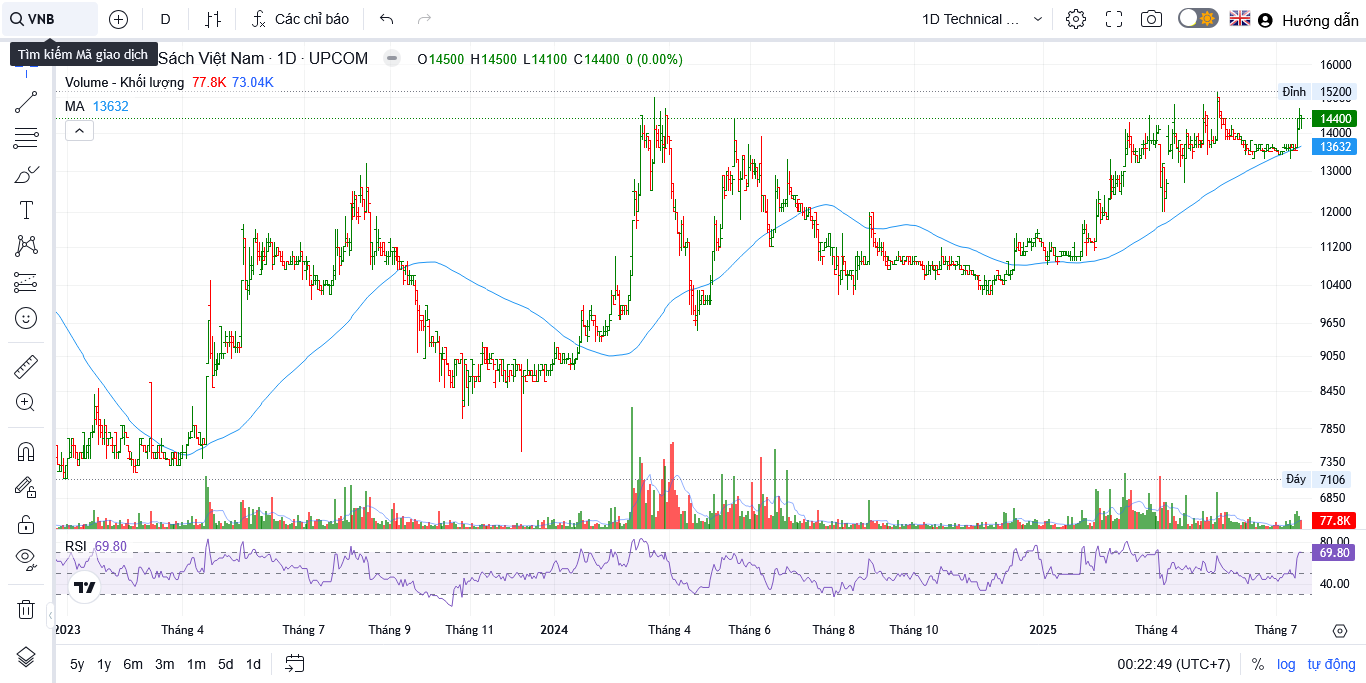 VNB
D
Các chỉ báo
1D Technical ...
Hướng dẫn
Tìm kiếm Mã giao dịch
Sách Việt Nam · 1D · UPCOM
O14500 H14500 L14100 C14400 0 (0.00%)
Volume - Khối lượng 77.8K 73.04K
MA 13632
16000
Đỉnh 15200
14400
14000
13632
13000
12000
11200
10400
9650
9050
8450
7850
7350
Đáy 7106
6850
77.8K
RSI 69.80
80.00
69.80
40.00
2023 Tháng 4 Tháng 7 Tháng 9 Tháng 11 2024 Tháng 4 Tháng 6 Tháng 8 Tháng 10 2025 Tháng 4 Tháng 7
5y 1y 6m 3m 1m 5d 1d
00:22:49 (UTC+7) % log tự động